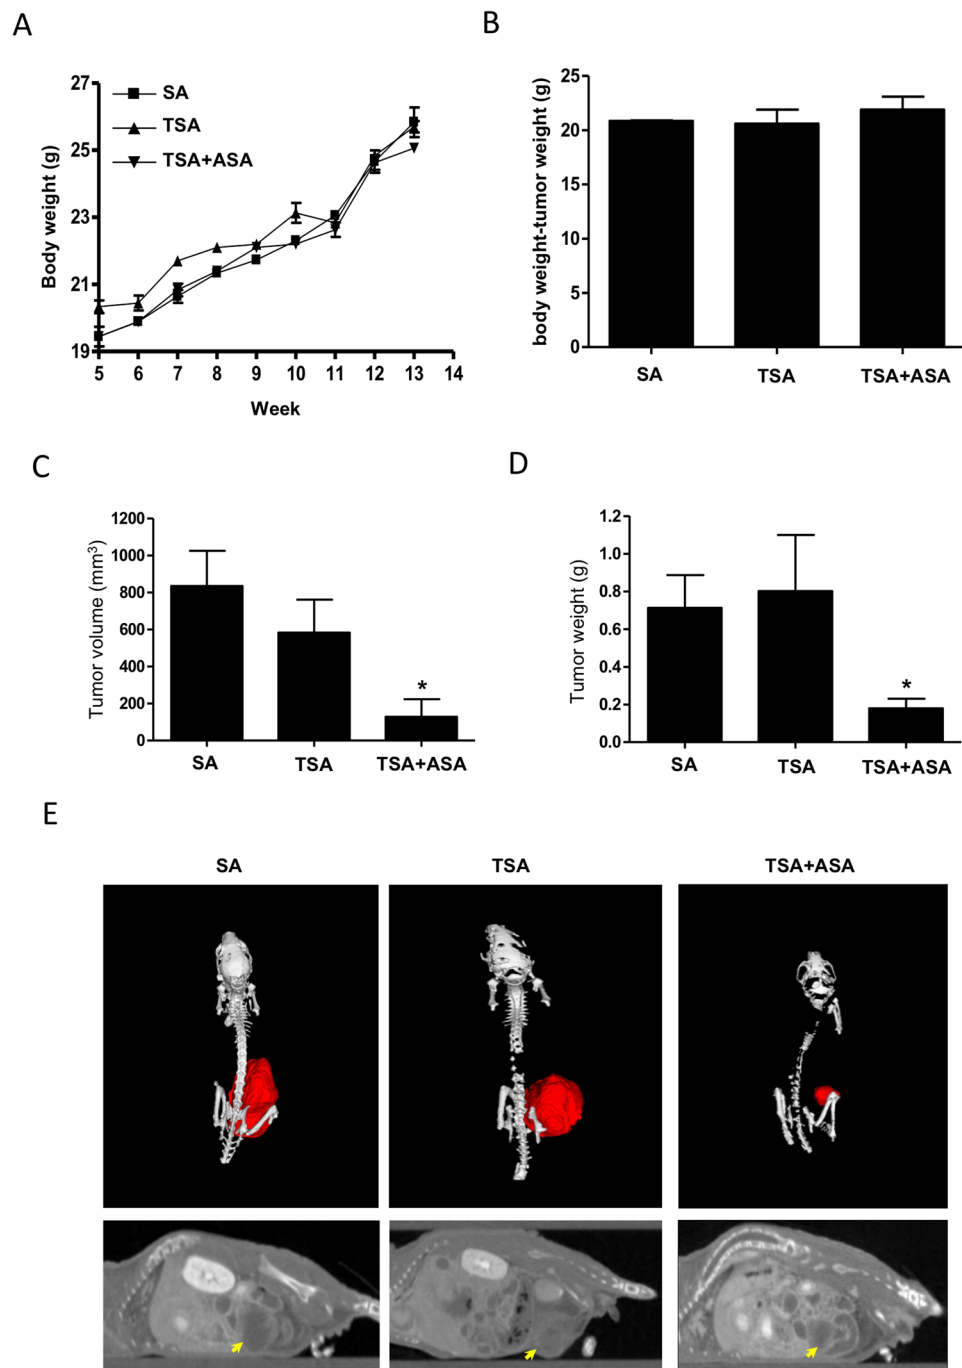 A
B
27
25
23
21
19
Body weight (g)
SA
TSA
TSA+ASA
5 6 7 8 9 10 11 12 13 14
Week
25
20
15
10
5
0
body weight-tumor weight (g)
SA TSA TSA+ASA
C
D
1200
1000
800
600
400
200
0
Tumor volume (mm³)
*
SA TSA TSA+ASA
1.2
1.0
0.8
0.6
0.4
0.2
0.0
Tumor weight (g)
*
SA TSA TSA+ASA
E
SA TSA TSA+ASA